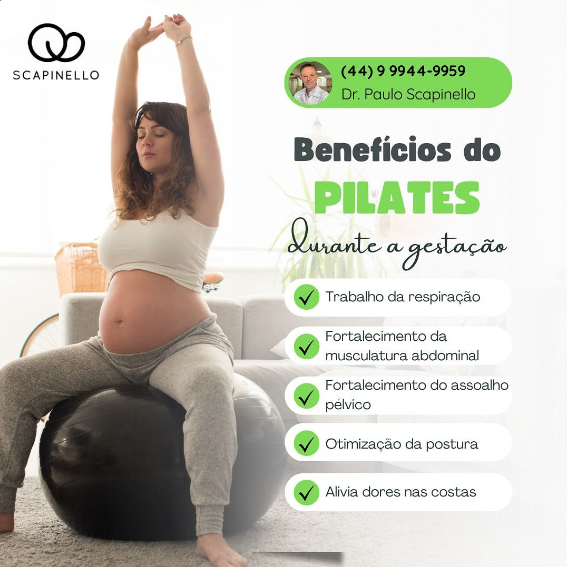 SCAPINELLO
(44) 9 9944-9959
Dr. Paulo Scapinello
Benefícios do
PILATES
durante a gestação
Trabalho da respiração
Fortalecimento da
musculatura abdominal
Fortalecimento do assoalho
pélvico
Otimização da postura
Alivia dores nas costas